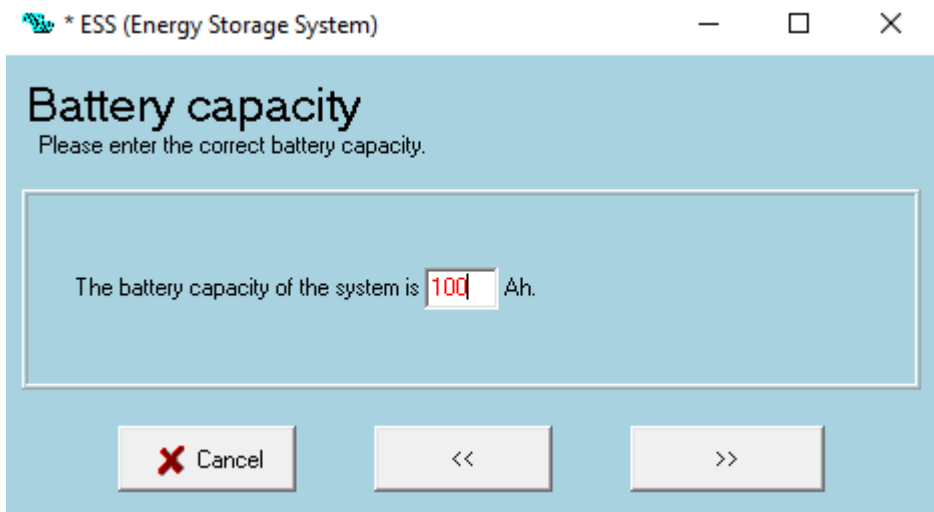 * ESS (Energy Storage System)
Battery capacity
Please enter the correct battery capacity.
The battery capacity of the system is 100 Ah.
Cancel << >>